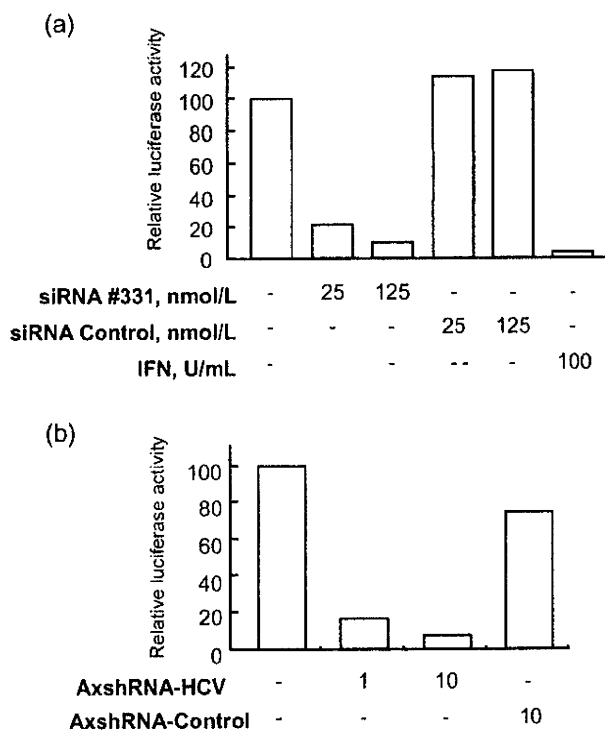 (a)
Relative luciferase activity
120
100
80
60
40
20
0
siRNA #331, nmol/L - 25 125 - - -
siRNA Control, nmol/L - - - 25 125 -
IFN, U/mL - - - -- - 100
(b)
Relative luciferase activity
100
80
60
40
20
0
AxshRNA-HCV - 1 10 -
AxshRNA-Control - - - 10